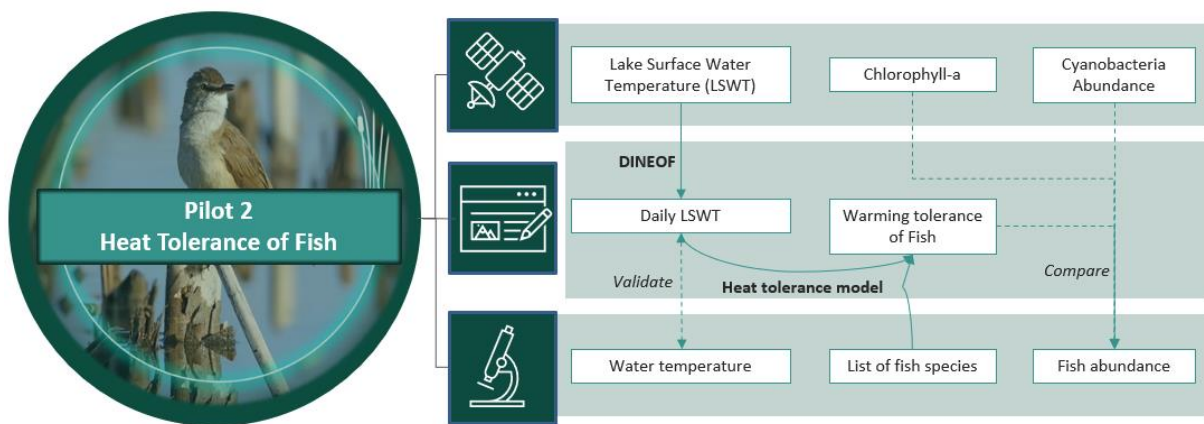 Pilot 2
Heat Tolerance of Fish
Lake Surface Water
Temperature (LSWT)
Chlorophyll-a
Cyanobacteria
Abundance
DINEOF
Daily LSWT
Warming tolerance
of Fish
Validate
Heat tolerance model
Compare
Water temperature
List of fish species
Fish abundance